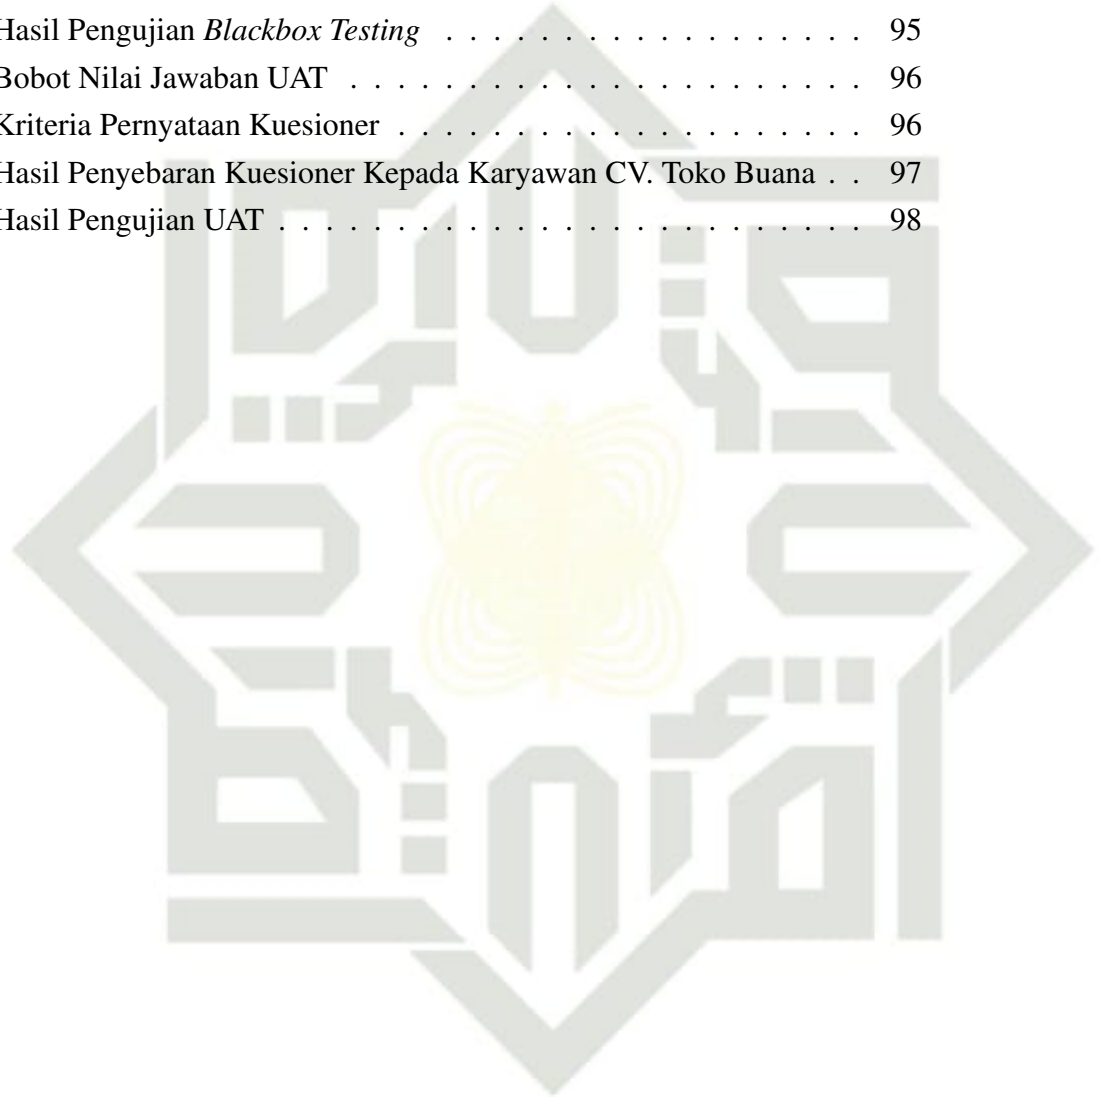 Hasil Pengujian Blackbox Testing . . . . . . . . . . . . . . . . . . 95
Bobot Nilai Jawaban UAT . . . . . . . . . . . . . . . . . . . . . . 96
Kriteria Pernyataan Kuesioner . . . . . . . . . . . . . . . . . . . . 96
Hasil Penyebaran Kuesioner Kepada Karyawan CV. Toko Buana . . 97
Hasil Pengujian UAT . . . . . . . . . . . . . . . . . . . . . . . . . 98